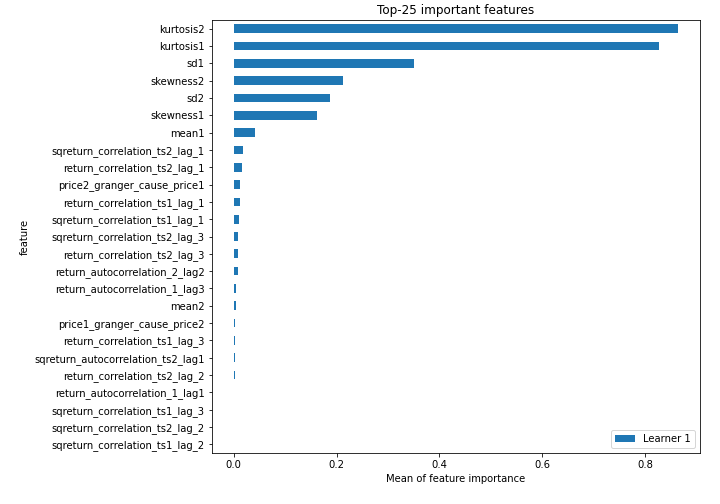 Top-25 important features
kurtosis2
kurtosis1
sd1
skewness2
sd2
skewness1
mean1
sqreturn_correlation_ts2_lag_1
return_correlation_ts2_lag_1
price2_granger_cause_price1
return_correlation_ts1_lag_1
sqreturn_correlation_ts1_lag_1
sqreturn_correlation_ts2_lag_3
return_correlation_ts2_lag_3
return_autocorrelation_2_lag2
return_autocorrelation_1_lag3
mean2
price1_granger_cause_price2
return_correlation_ts1_lag_3
sqreturn_autocorrelation_ts2_lag1
return_correlation_ts2_lag_2
return_autocorrelation_1_lag1
sqreturn_correlation_ts1_lag_3
sqreturn_correlation_ts2_lag_2
sqreturn_correlation_ts1_lag_2
feature
Learner 1
0.0 0.2 0.4 0.6 0.8
Mean of feature importance